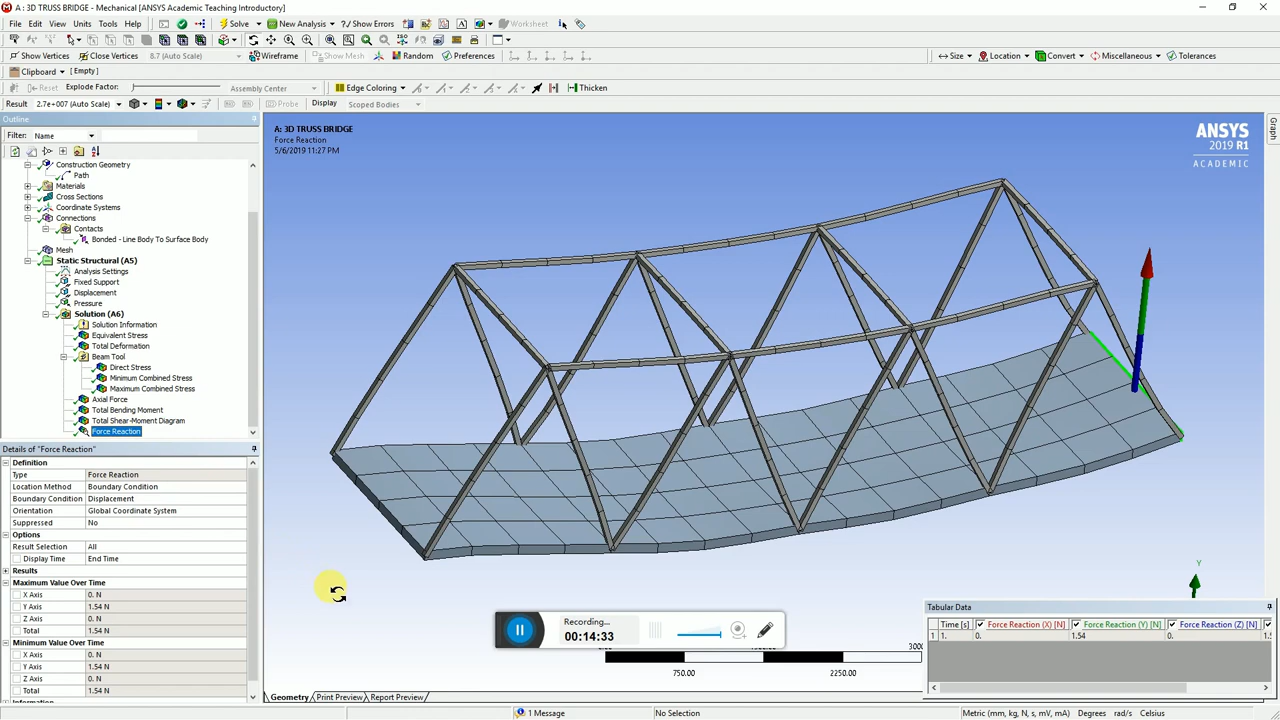 A : 3D TRUSS BRIDGE - Mechanical [ANSYS Academic Teaching Introductory]
File Edit View Units Tools Help Solve New Analysis Show Errors Worksheet
Show Vertices Close Vertices 8.7 (Auto Scale) Wireframe Show Mesh Random Preferences Size Location Convert Miscellaneous Tolerances
Clipboard [ Empty]
Reset Explode Factor: Assembly Center
Edge Coloring Thicken
Result 2.7e+007 (Auto Scale) Probe Display Scoped Bodies
Outline
Filter: Name
Construction Geometry
Path
Materials
Cross Sections
Coordinate Systems
Connections
Contacts
Bonded - Line Body To Surface Body
Mesh
Static Structural (A5)
Analysis Settings
Fixed Support
Displacement
Pressure
Solution (A6)
Solution Information
Equivalent Stress
Total Deformation
Beam Tool
Direct Stress
Minimum Combined Stress
Maximum Combined Stress
Axial Force
Total Bending Moment
Total Shear-Moment Diagram
Force Reaction
Details of "Force Reaction"
Definition
Type Force Reaction
Location Method Boundary Condition
Boundary Condition Displacement
Orientation Global Coordinate System
Suppressed No
Options
Result Selection All
Display Time End Time
Results
Maximum Value Over Time
X Axis 0. N
Y Axis 1.54 N
Z Axis 0. N
Total 1.54 N
Minimum Value Over Time
X Axis 0. N
Y Axis 1.54 N
Z Axis 0. N
Total 1.54 N
A: 3D TRUSS BRIDGE
Force Reaction
5/6/2019 11:27 PM
ANSYS
2019 R1
ACADEMIC
Graph
Y
Recording...
00:14:33
750.00 2250.00
Tabular Data
Time [s] Force Reaction (X) [N] Force Reaction (Y) [N] Force Reaction (Z) [N]
1 1. 0. 1.54 0.
Geometry Print Preview Report Preview
1 Message No Selection Metric (mm, kg, N, s, mV, mA) Degrees rad/s Celsius